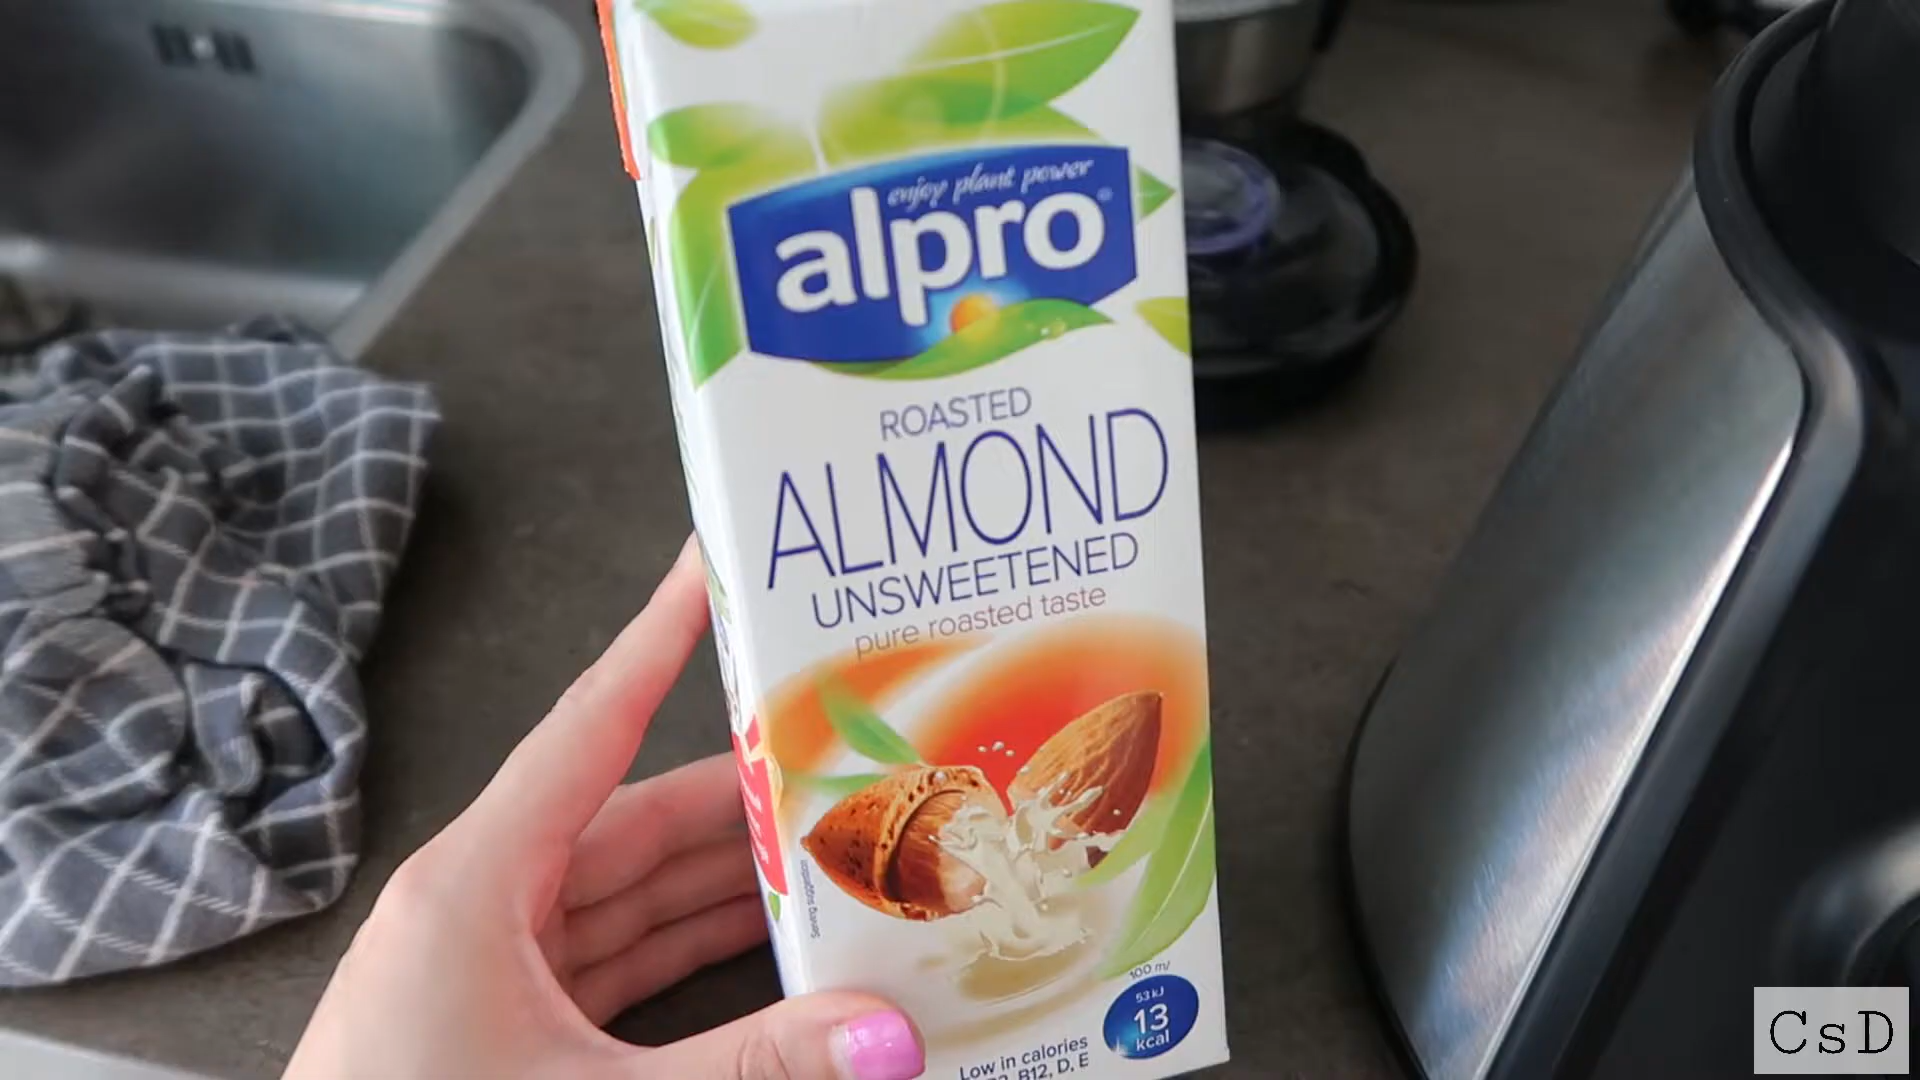 enjoy plant power
alpro
ROASTED
ALMOND
UNSWEETENED
pure roasted taste
Serving suggestion
100 ml
53 kJ
13
kcal
Low in calories
B12, D, E
CsD